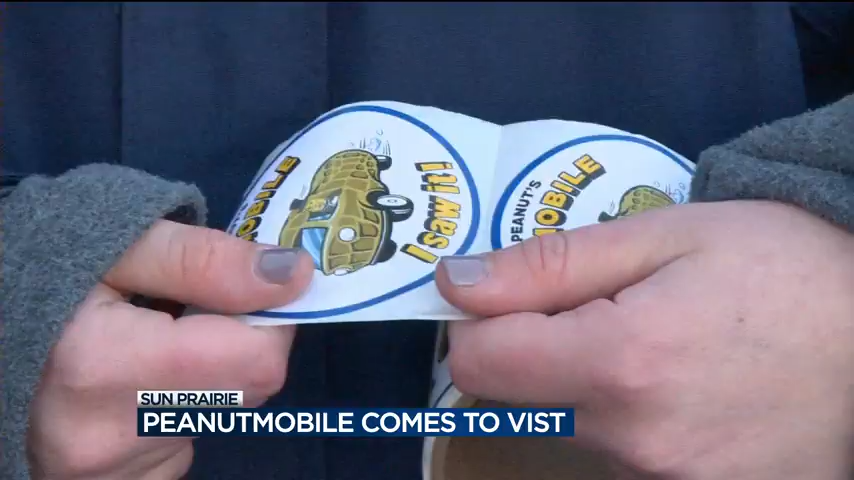 MOBILE
I saw it!
PEANUT'S
MOBILE
SUN PRAIRIE
PEANUTMOBILE COMES TO VIST